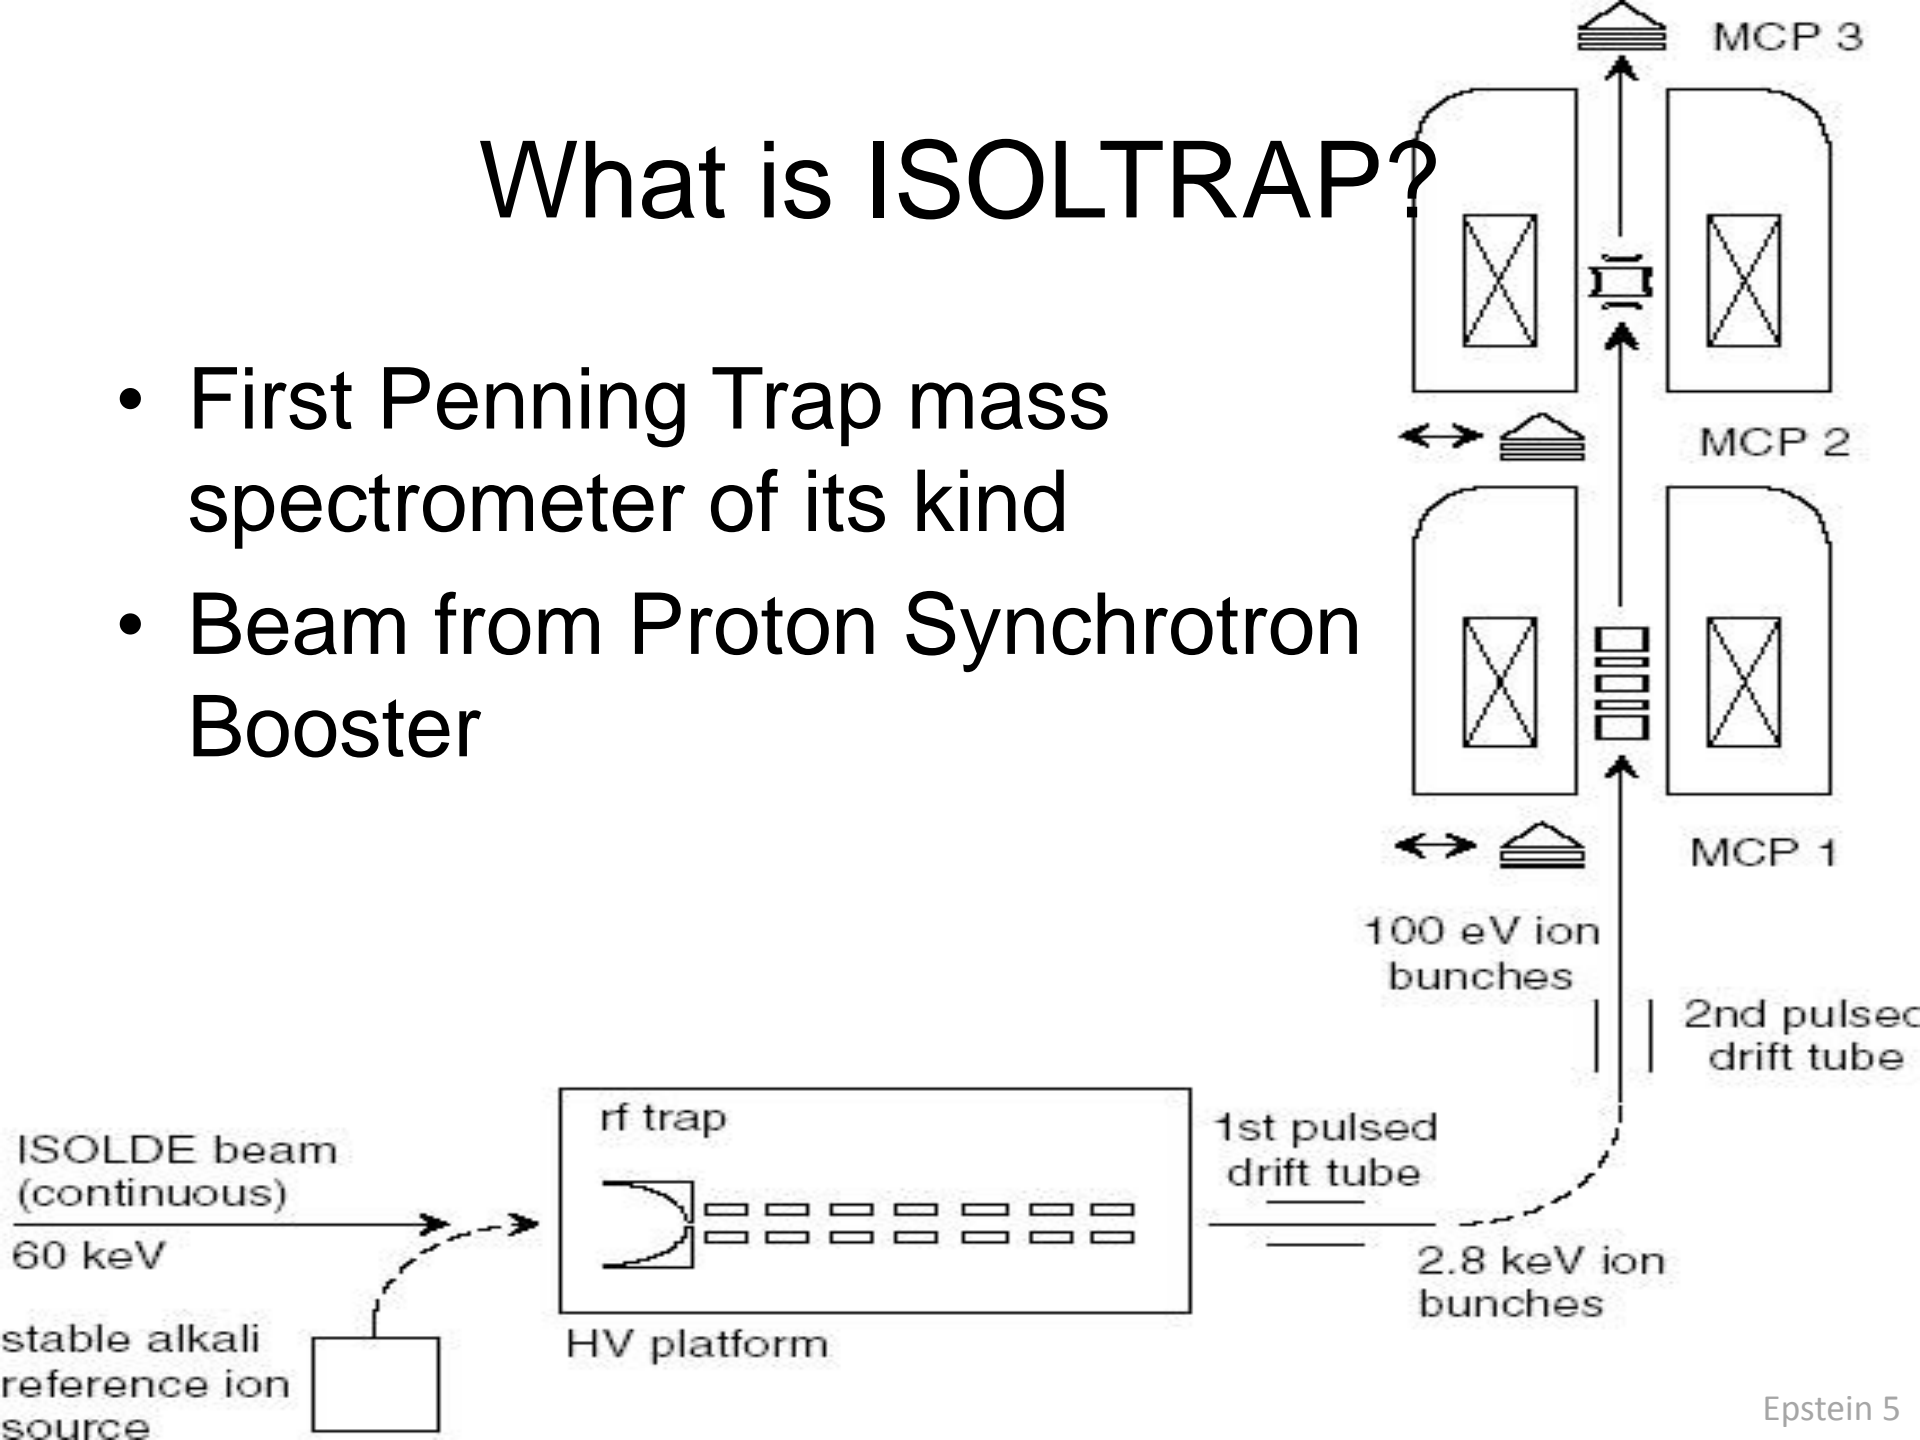 MCP 3
What is ISOLTRAP?
• First Penning Trap mass
spectrometer of its kind
MCP 2
• Beam from Proton Synchrotron
Booster
MCP 1
100 eV ion
bunches
2nd pulsed
drift tube
rf trap
1st pulsed
drift tube
ISOLDE beam
(continuous)
60 keV
2.8 keV ion
bunches
stable alkali
reference ion
source
HV platform
Epstein 5